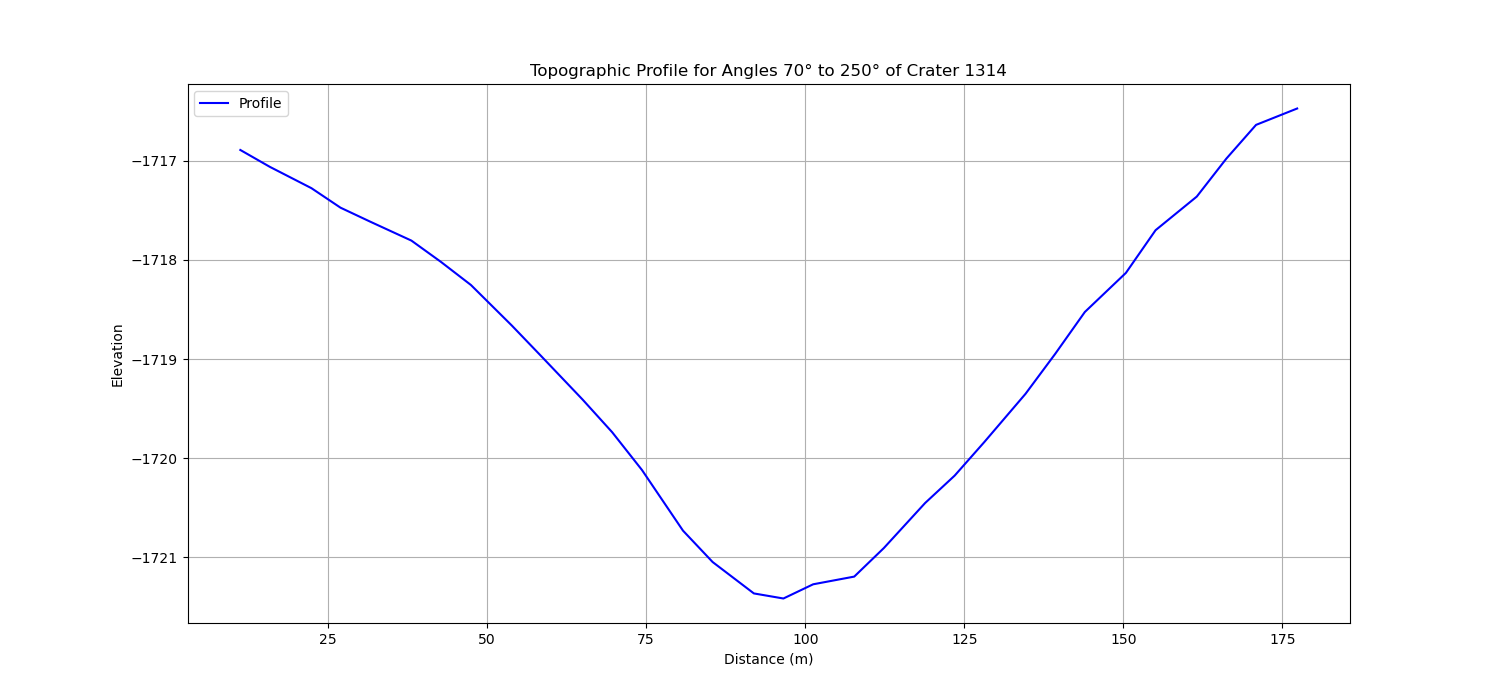 Topographic Profile for Angles 70° to 250° of Crater 1314
Profile
−1717
−1718
−1719
−1720
−1721
Elevation
25 50 75 100 125 150 175
Distance (m)